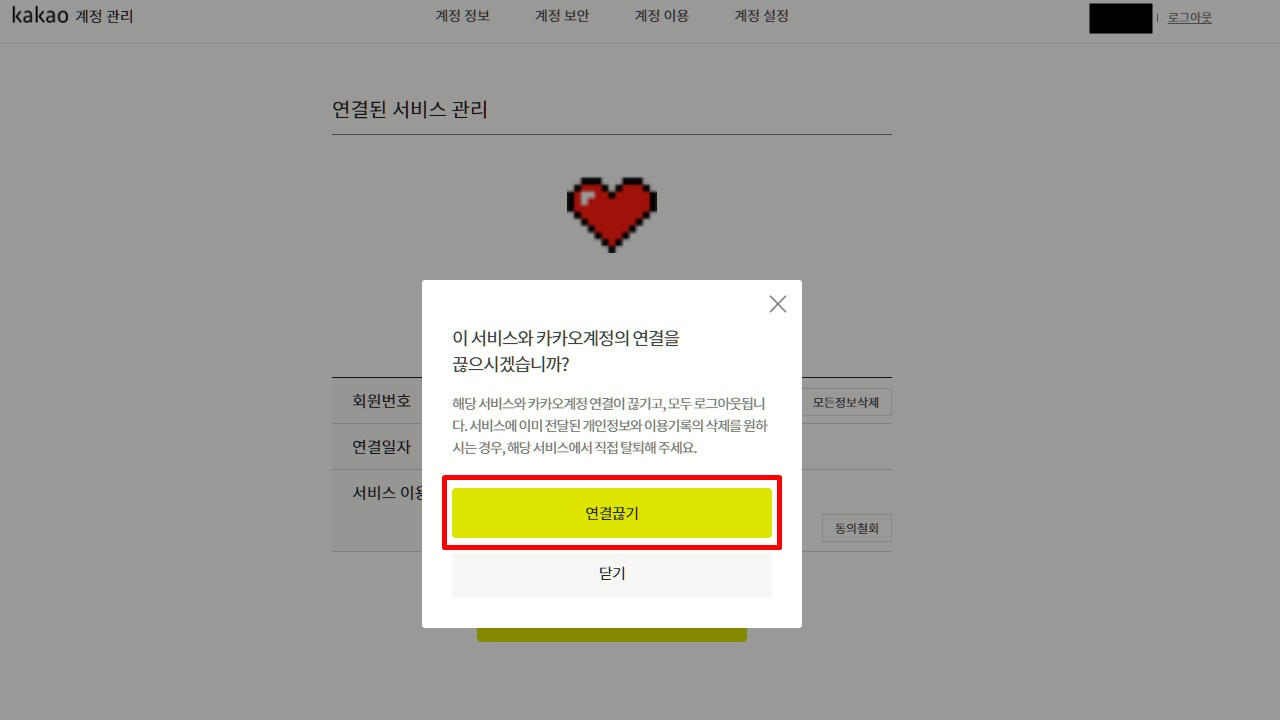 kakao 계정 관리
계정 정보 계정 보안 계정 이용 계정 설정
로그아웃
연결된 서비스 관리
이 서비스와 카카오계정의 연결을
끊으시겠습니까?
해당 서비스와 카카오계정 연결이 끊기고, 모두 로그아웃됩니
다. 서비스에 이미 전달된 개인정보와 이용기록의 삭제를 원하
시는 경우, 해당 서비스에서 직접 탈퇴해 주세요.
연결끊기
닫기
회원번호
모든정보삭제
연결일자
서비스 이용
동의철회